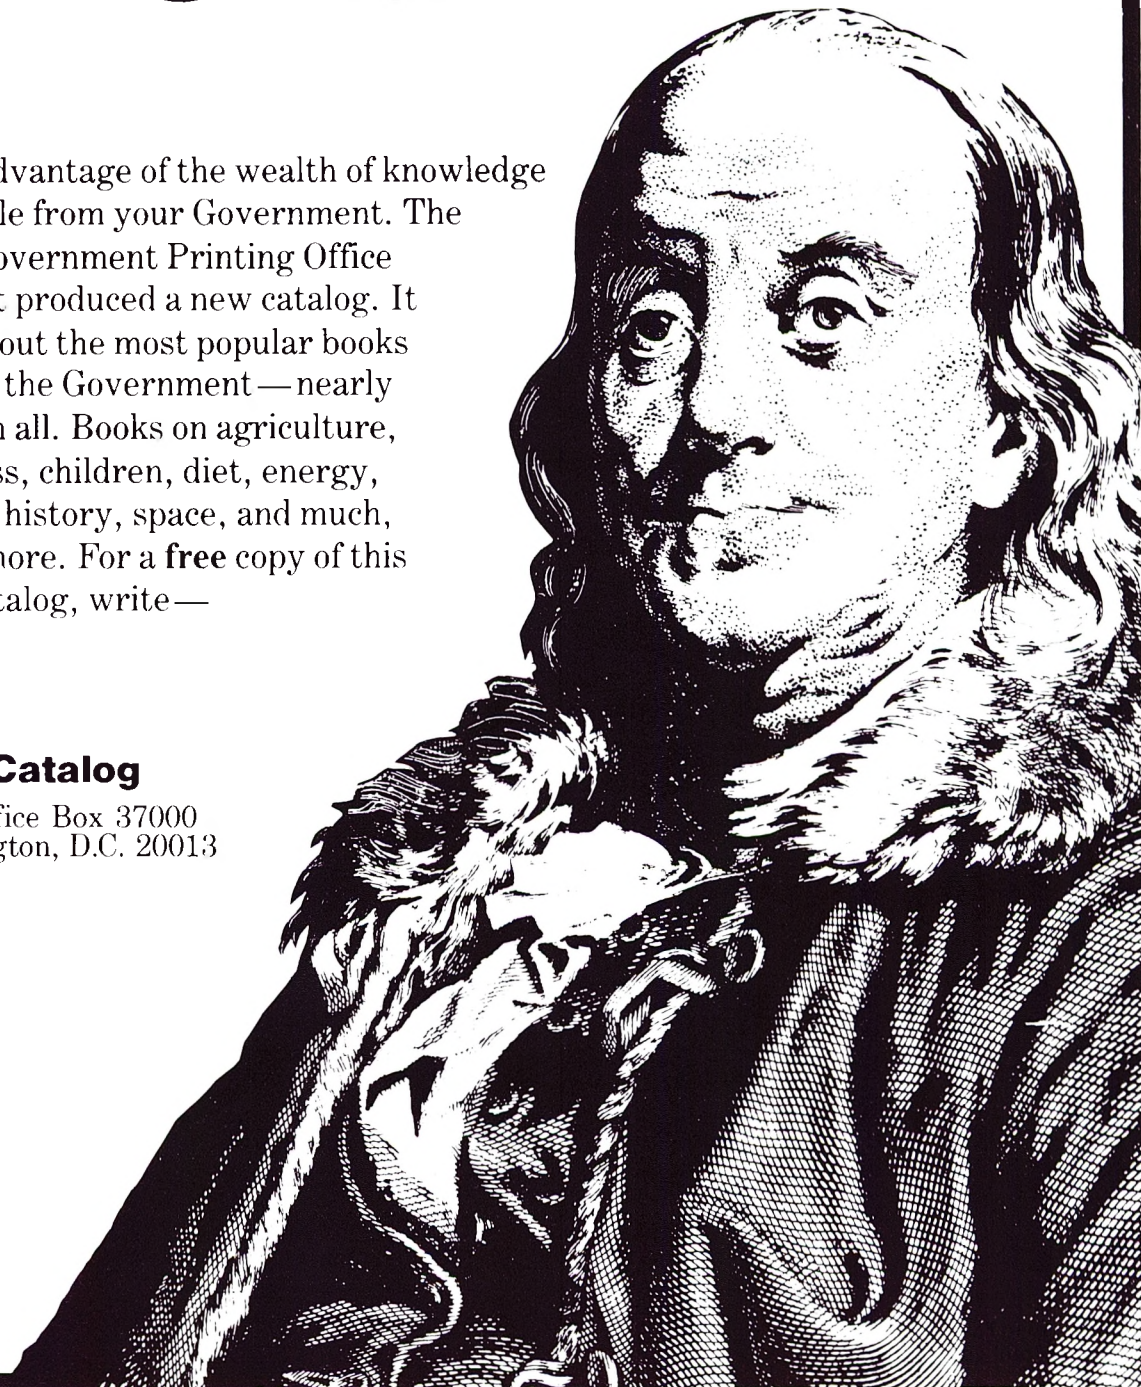 dvantage of the wealth of knowledge
le from your Government. The
overnment Printing Office
t produced a new catalog. It
out the most popular books
the Government—nearly
n all. Books on agriculture,
ss, children, diet, energy,
history, space, and much,
nore. For a free copy of this
talog, write—
Catalog
fice Box 37000
gton, D.C. 20013